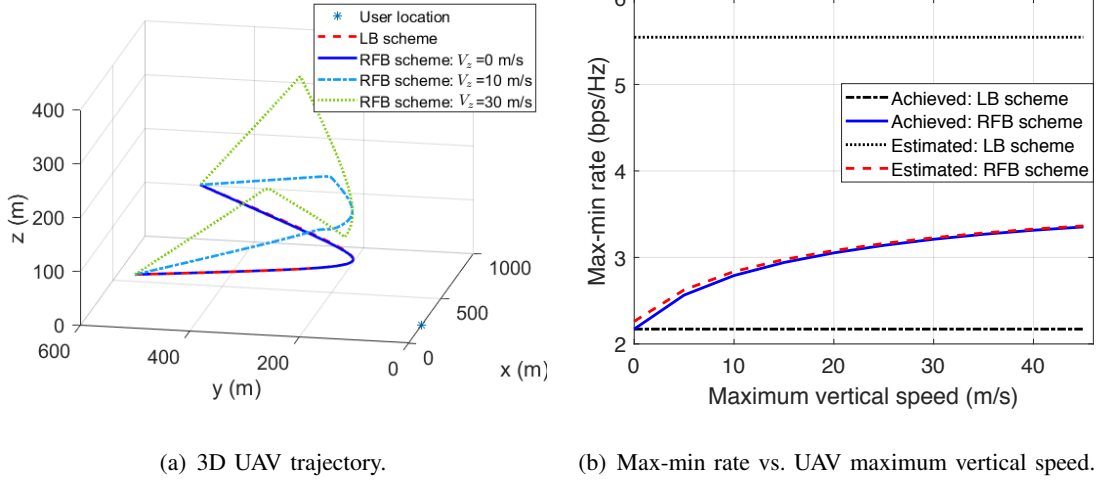 User location
LB scheme
RFB scheme: V_z=0 m/s
RFB scheme: V_z=10 m/s
RFB scheme: V_z=30 m/s
400
300
200
100
0
z (m)
600
400
200
0
y (m)
0
500
1000
x (m)
(a) 3D UAV trajectory.
6
5
4
3
2
Max-min rate (bps/Hz)
Achieved: LB scheme
Achieved: RFB scheme
Estimated: LB scheme
Estimated: RFB scheme
0
10
20
30
40
Maximum vertical speed (m/s)
(b) Max-min rate vs. UAV maximum vertical speed.